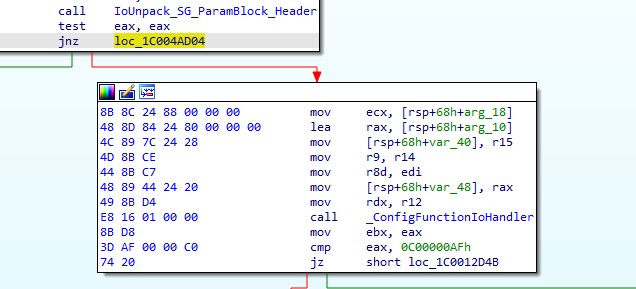 call IoUnpack_SG_ParamBlock_Header
test eax, eax
jnz loc_1C004AD04
8B 8C 24 88 00 00 00 mov ecx, [rsp+68h+arg_18]
48 8D 84 24 80 00 00 00 lea rax, [rsp+68h+arg_10]
4C 89 7C 24 28 mov [rsp+68h+var_40], r15
4D 8B CE mov r9, r14
44 8B C7 mov r8d, edi
48 89 44 24 20 mov [rsp+68h+var_48], rax
49 8B D4 mov rdx, r12
E8 16 01 00 00 call _ConfigFunctionIoHandler
8B D8 mov ebx, eax
3D AF 00 00 C0 cmp eax, 0C00000AFh
74 20 jz short loc_1C0012D4B